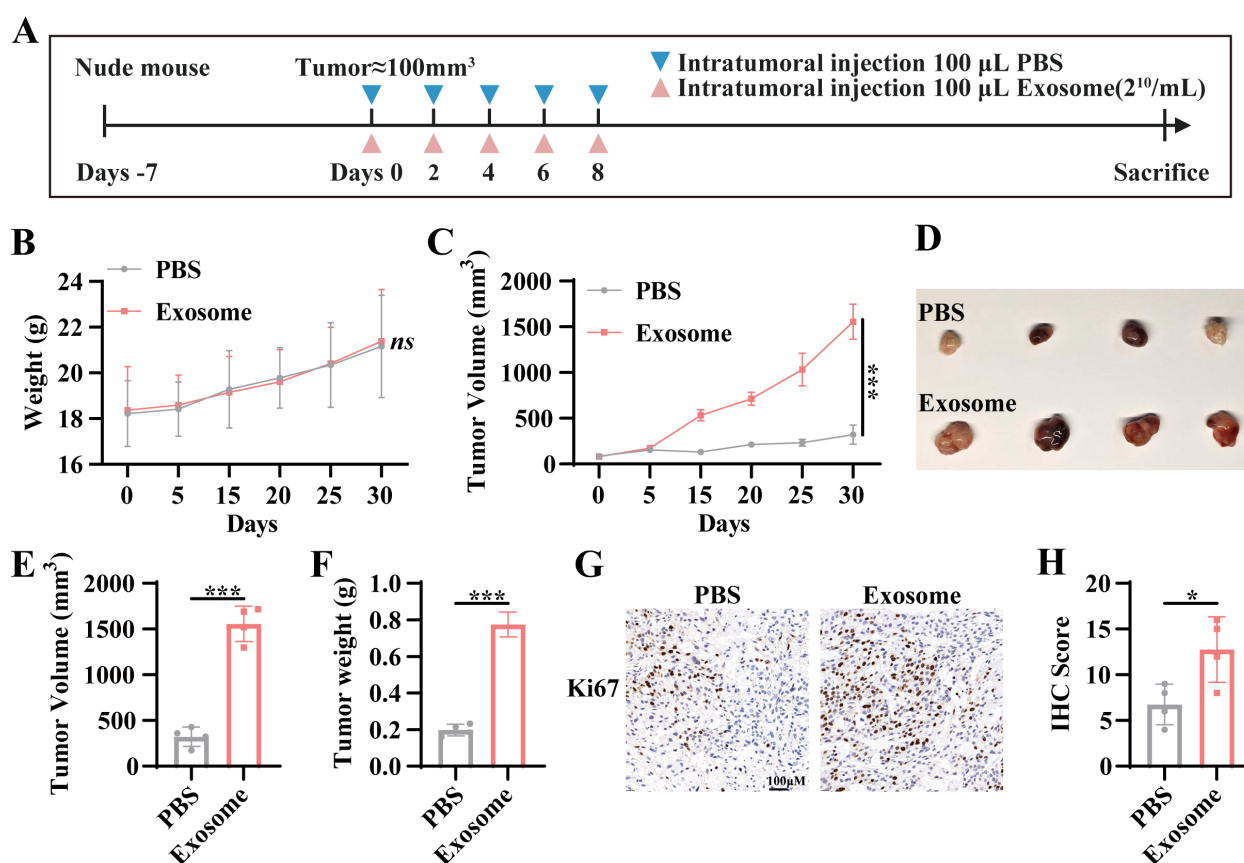 A
Nude mouse
Tumor≈100mm³
Intratumoral injection 100 μL PBS
Intratumoral injection 100 μL Exosome(2¹⁰/mL)
Days -7
Days 0
2
4
6
8
Sacrifice
B
PBS
Exosome
Weight (g)
24
22
20
18
16
ns
0 5 15 20 25 30
Days
C
PBS
Exosome
Tumor Volume (mm³)
2000
1500
1000
500
0
***
0 5 15 20 25 30
Days
D
PBS
Exosome
E
Tumor Volume (mm³)
2000
1500
1000
500
0
***
PBS
Exosome
F
Tumor weight (g)
1.0
0.8
0.6
0.4
0.2
0.0
***
PBS
Exosome
G
PBS
Exosome
Ki67
100μM
H
IHC Score
20
15
10
5
0
*
PBS
Exosome